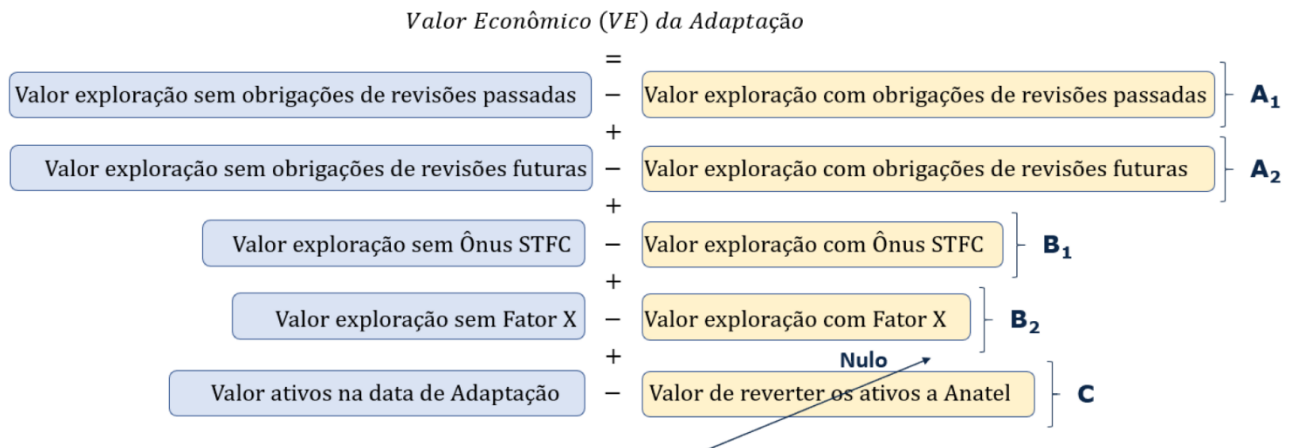 Valor Econômico (VE) da Adaptação
=
Valor exploração sem obrigações de revisões passadas − Valor exploração com obrigações de revisões passadas A₁
+
Valor exploração sem obrigações de revisões futuras − Valor exploração com obrigações de revisões futuras A₂
+
Valor exploração sem Ônus STFC − Valor exploração com Ônus STFC B₁
+
Valor exploração sem Fator X − Valor exploração com Fator X B₂
+
Nulo
Valor ativos na data de Adaptação − Valor de reverter os ativos a Anatel C